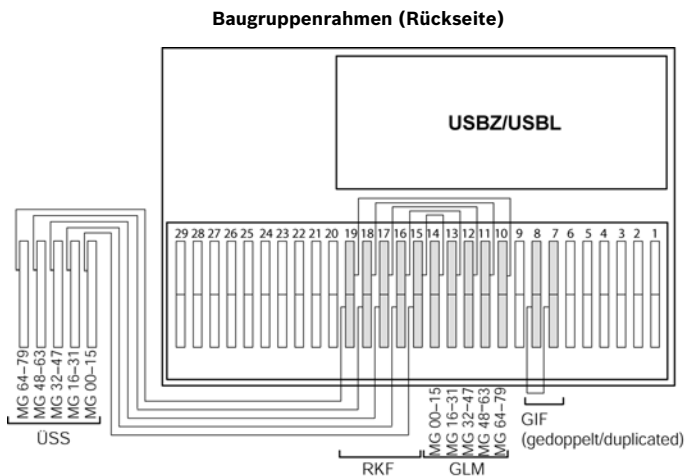 Baugruppenrahmen (Rückseite)
USBZ/USBL
29 28 27 26 25 24 23 22 21 20 19 18 17 16 15 14 13 12 11 10 9 8 7 6 5 4 3 2 1
MG 64–79
MG 48–63
MG 32–47
MG 16–31
MG 00–15
ÜSS
MG 00–15
MG 16–31
MG 32–47
MG 48–63
MG 64–79
RKF
GLM
GIF
(gedoppelt/duplicated)